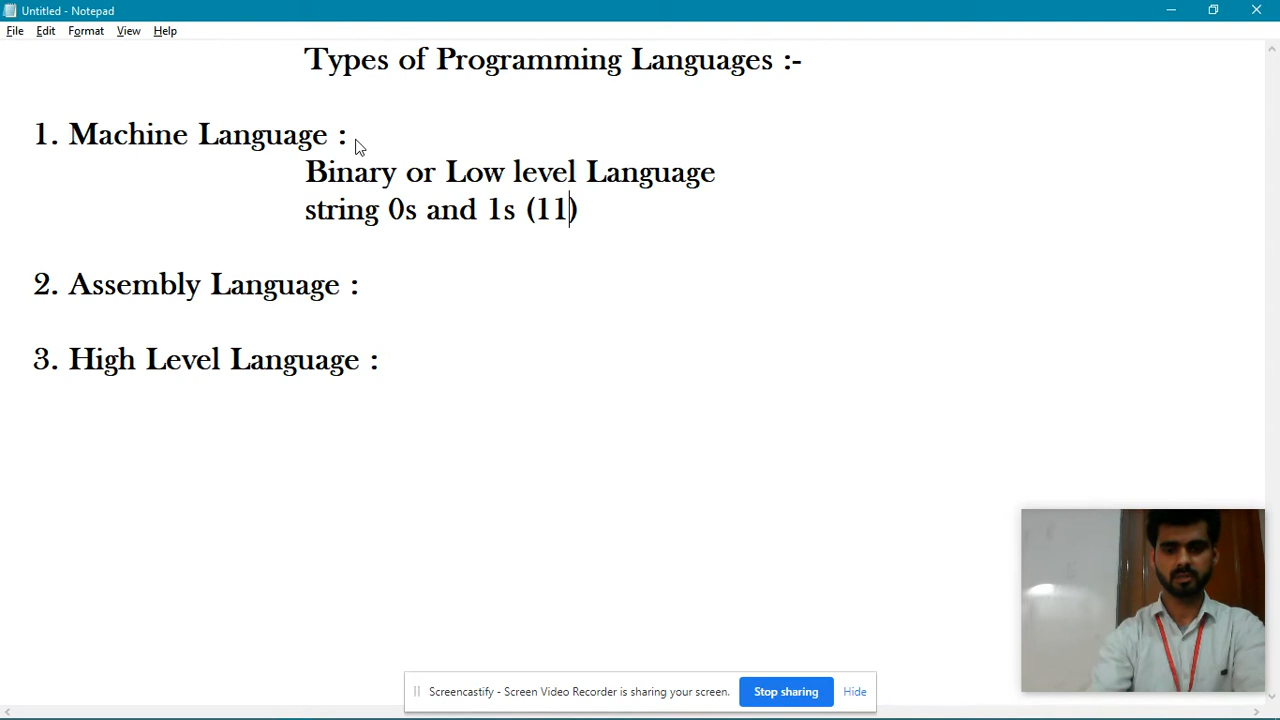 Untitled - Notepad
File Edit Format View Help
Types of Programming Languages :-
1. Machine Language :
Binary or Low level Language
string 0s and 1s (11)
2. Assembly Language :
3. High Level Language :
Screencastify - Screen Video Recorder is sharing your screen. Stop sharing Hide